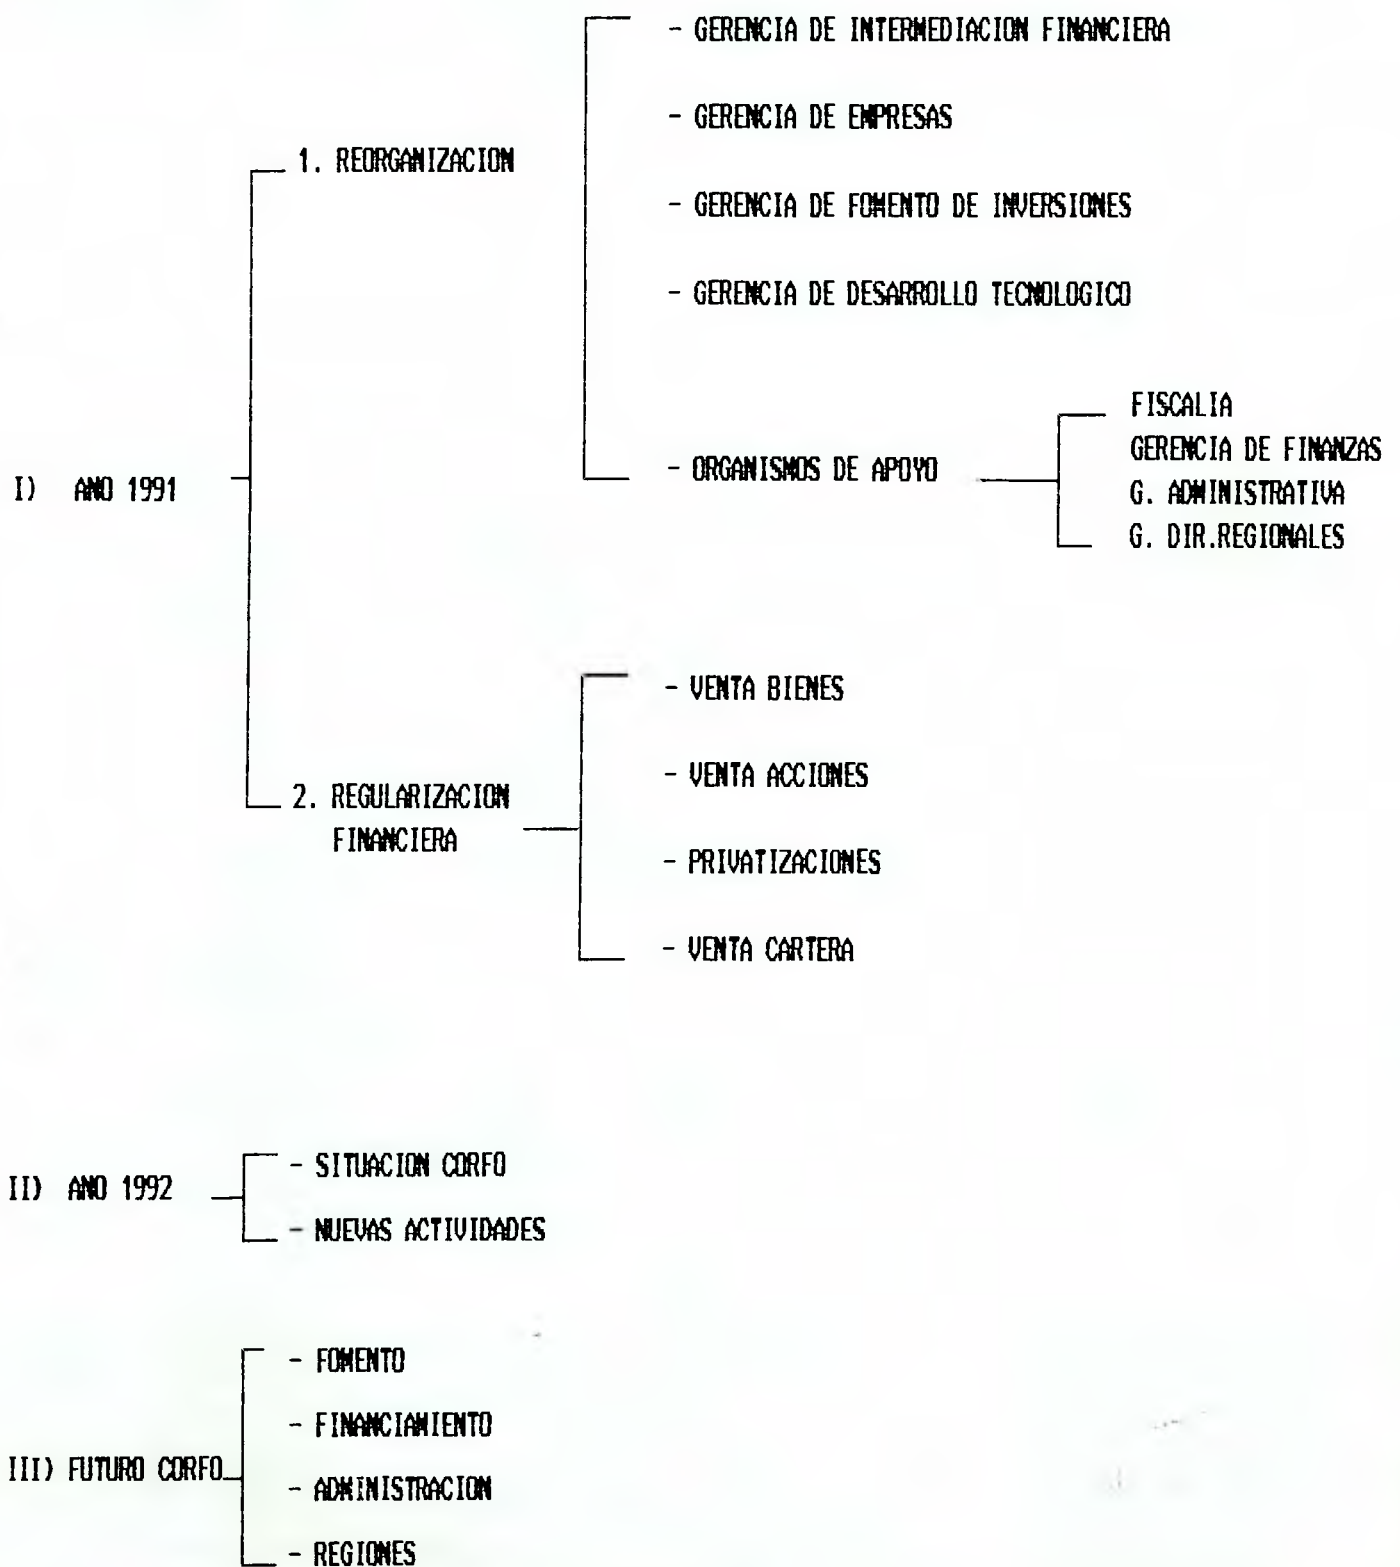 - GERENCIA DE INTERMEDIACION FINANCIERA
- GERENCIA DE EMPRESAS
1. REORGANIZACION
- GERENCIA DE FOMENTO DE INVERSIONES
- GERENCIA DE DESARROLLO TECNOLOGICO
- ORGANISMOS DE APOYO
FISCALIA
GERENCIA DE FINANZAS
G. ADMINISTRATIVA
G. DIR.REGIONALES
I) ANO 1991
2. REGULARIZACION
FINANCIERA
- VENTA BIENES
- VENTA ACCIONES
- PRIVATIZACIONES
- VENTA CARTERA
II) ANO 1992
- SITUACION CORFO
- NUEVAS ACTIVIDADES
III) FUTURO CORFO
- FOMENTO
- FINANCIAMIENTO
- ADMINISTRACION
- REGIONES